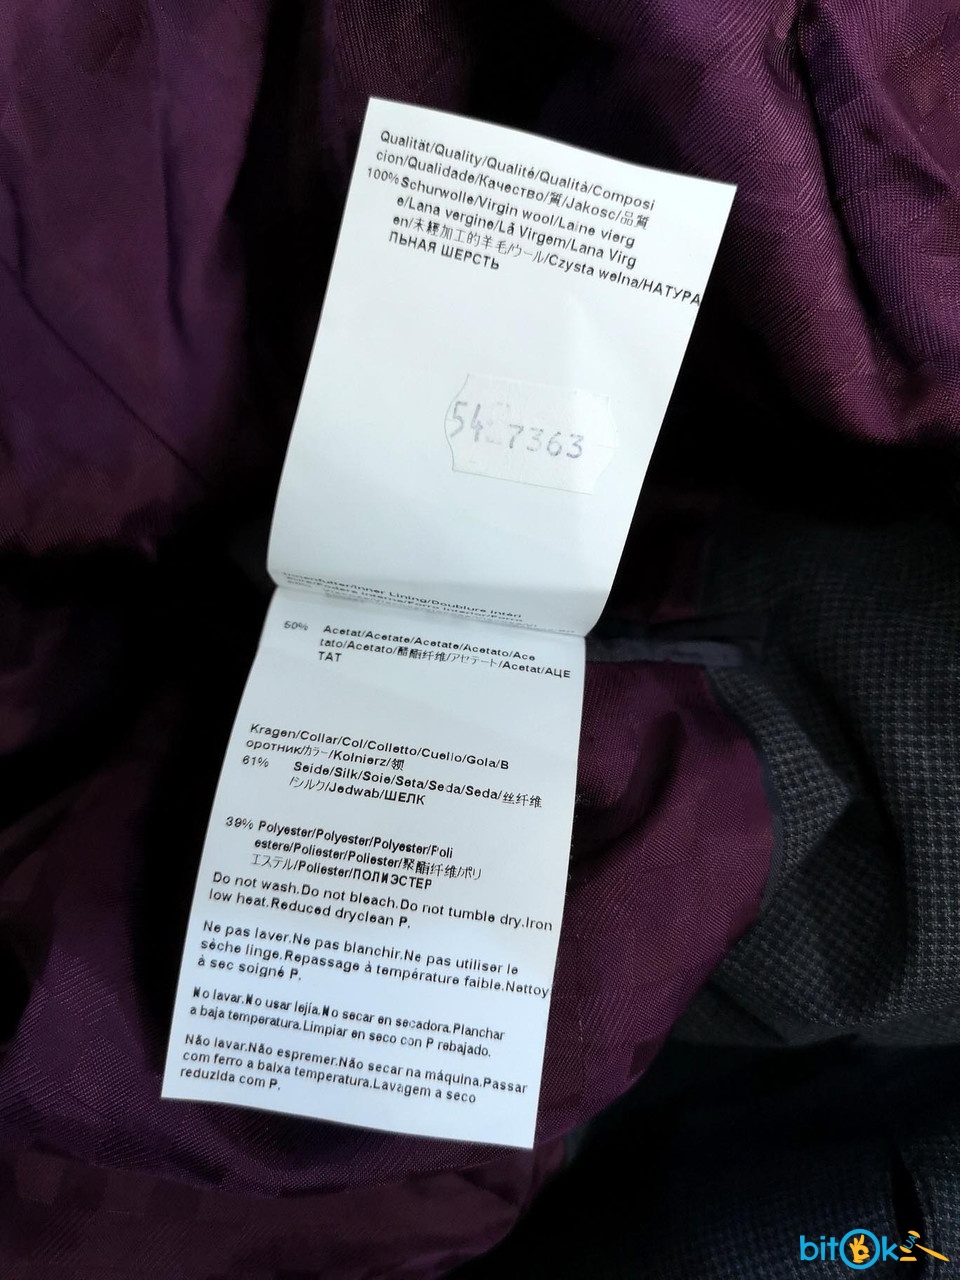 Qualität/Quality/Qualité/Qualità/Composi
cion/Qualidade/Качество/質/Jakosc/品質
100% Schurwolle/Virgin wool/Laine vierg
e/Lana vergine/Lã Virgem/Lana Virg
en/未經加工的羊毛/ウール/Czysta welna/НАТУРА
ЛЬНАЯ ШЕРСТЬ
54 7363
Innenfutter/Inner Lining/Doublure intéri
50% Acetat/Acetate/Acetate/Acetato/Ace
tato/Acetato/醋酯纤维/アセテート/Acetat/АЦЕ
ТАТ
Kragen/Collar/Col/Colletto/Cuello/Gola/В
оротник/カラー/Kolnierz/领
61% Seide/Silk/Soie/Seta/Seda/Seda/丝纤维
/シルク/Jedwab/ШЕЛК
39% Polyester/Polyester/Polyester/Poli
estere/Poliester/Poliester/聚酯纤维/ポリ
エステル/Poliester/ПОЛИЭСТЕР
Do not wash.Do not bleach.Do not tumble dry.Iron
low heat.Reduced dryclean P.
Ne pas laver.Ne pas blanchir.Ne pas utiliser le
sèche linge.Repassage à température faible.Nettoy
à sec soigné P.
No lavar.No usar lejía.No secar en secadora.Planchar
a baja temperatura.Limpiar en seco con P rebajado.
Não lavar.Não espremer.Não secar na máquina.Passar
com ferro a baixa temperatura.Lavagem a seco
reduzida com P.
bitOk